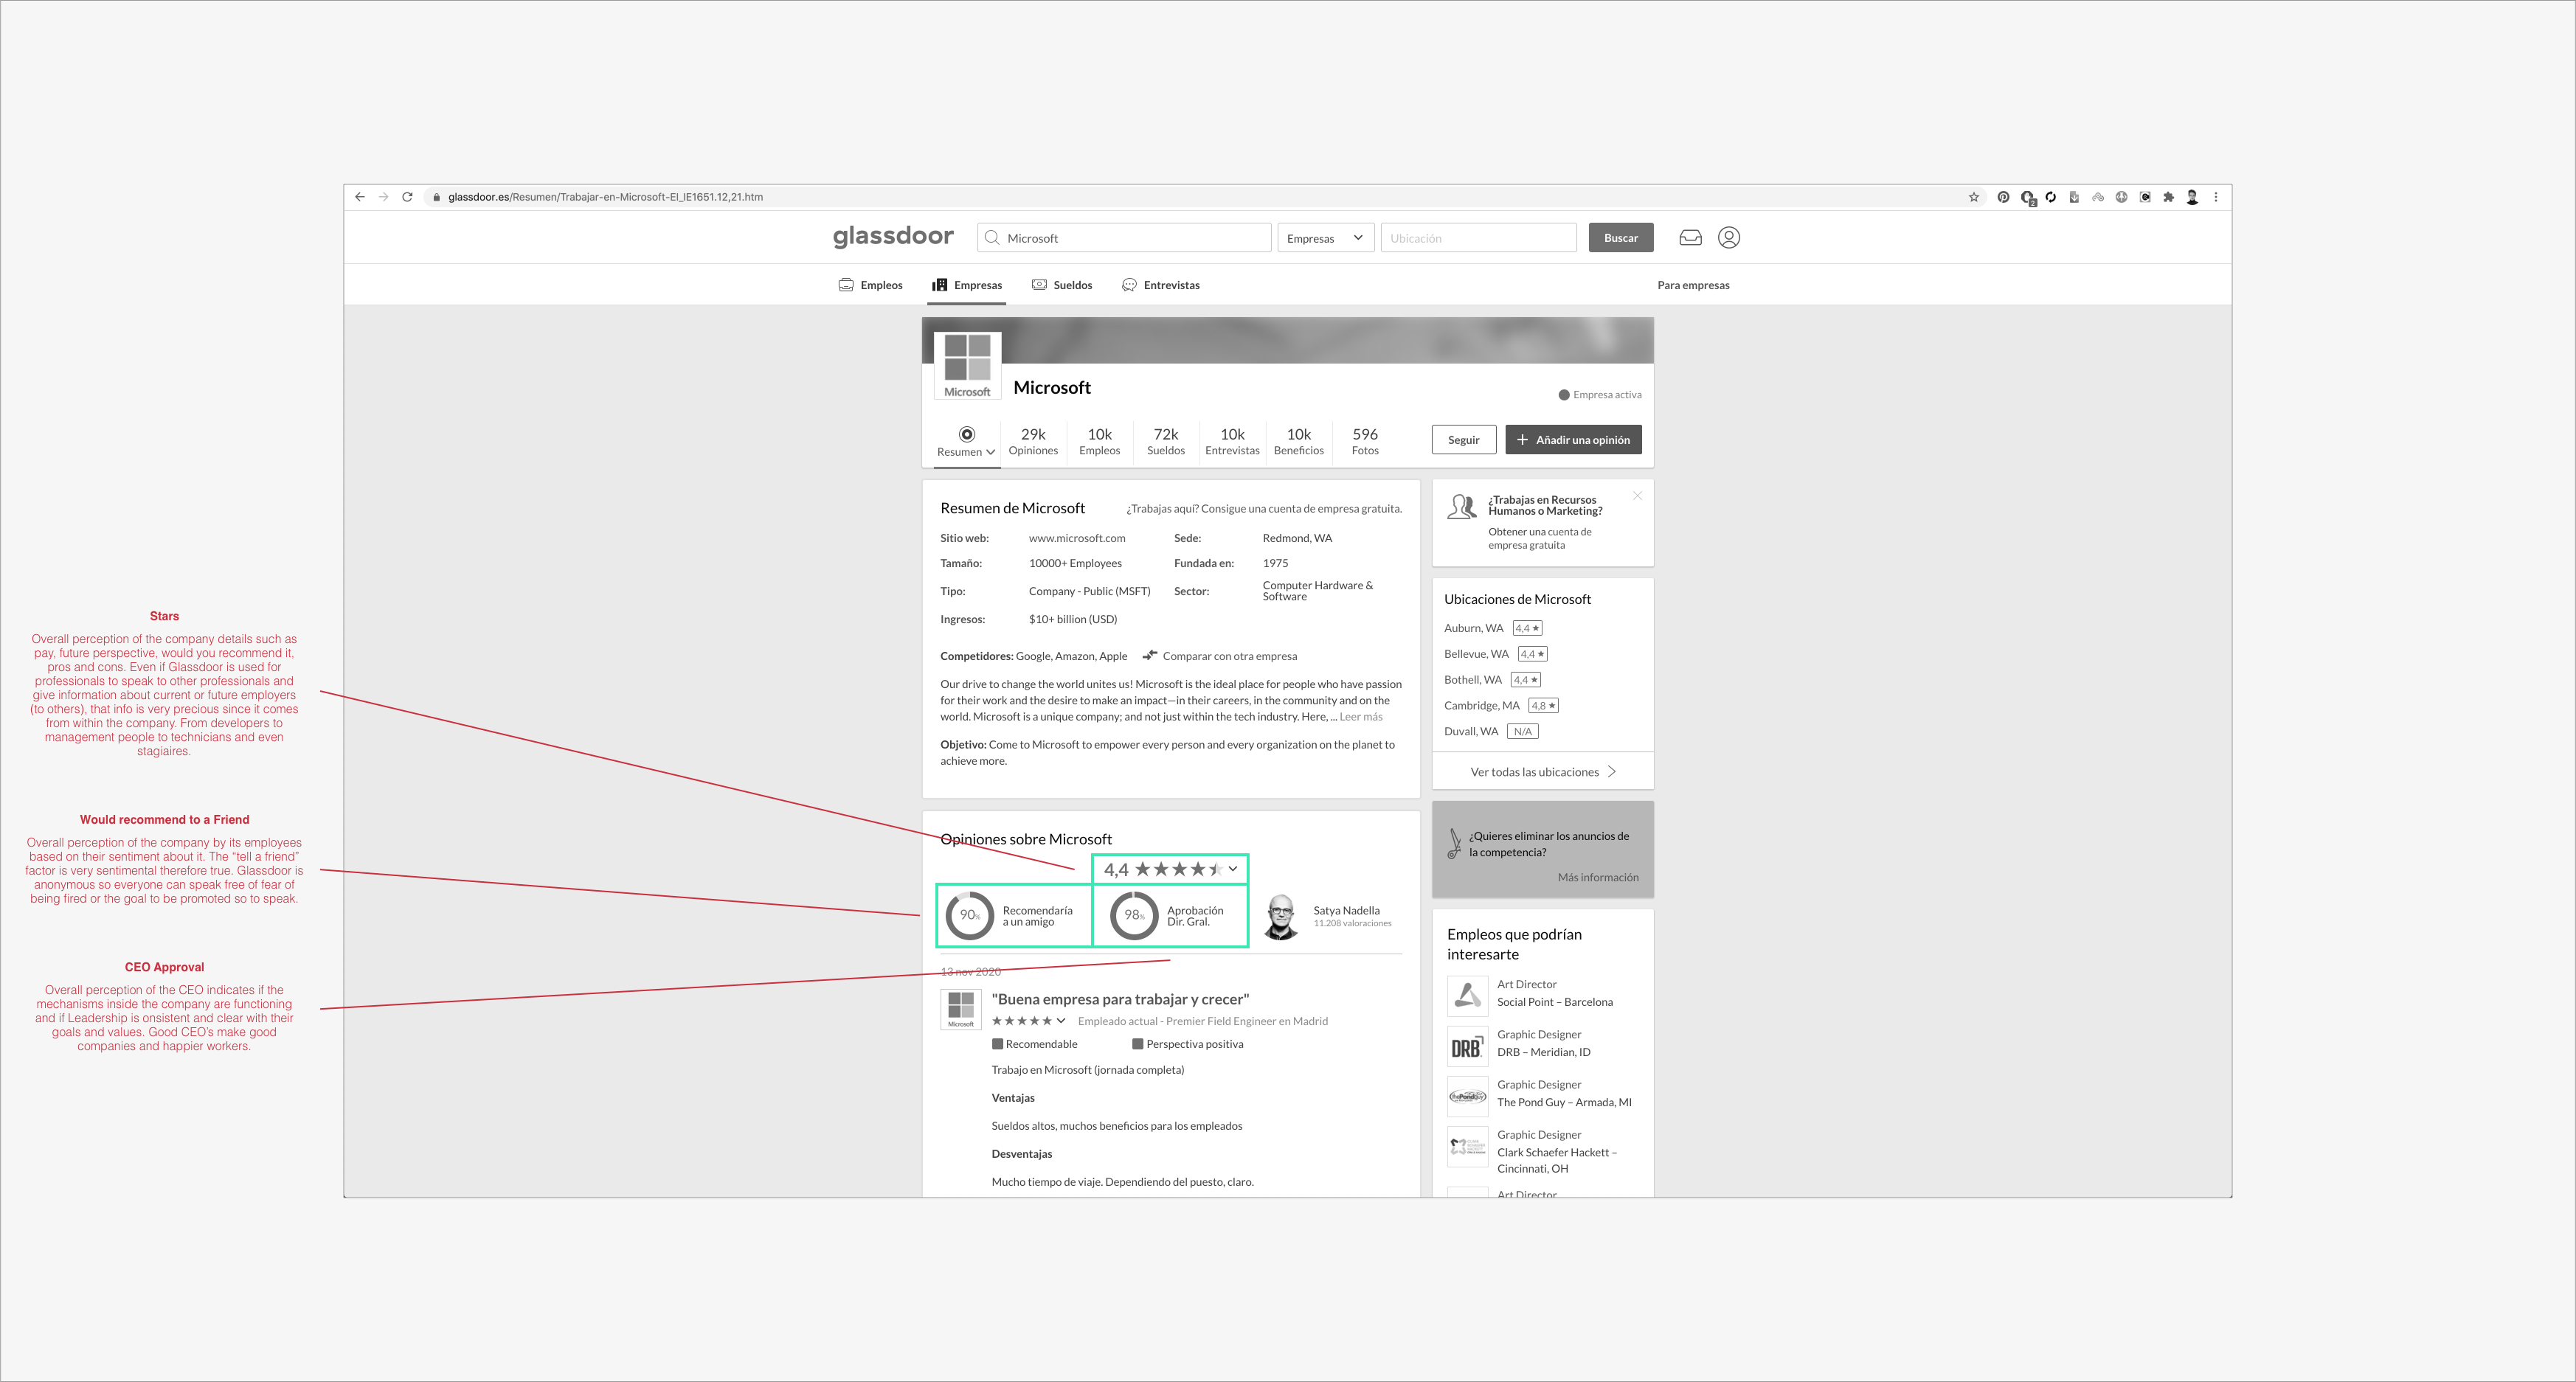 glassdoor.es/Resumen/Trabajar-en-Microsoft-EI_IE1651.12,21.htm
2
glassdoor
Microsoft
Empresas
Ubicación
Buscar
Empleos
Empresas
Sueldos
Entrevistas
Para empresas
Microsoft
Microsoft
Empresa activa
Resumen
29k
Opiniones
10k
Empleos
72k
Sueldos
10k
Entrevistas
10k
Beneficios
596
Fotos
Seguir
+ Añadir una opinión
Resumen de Microsoft
¿Trabajas aquí? Consigue una cuenta de empresa gratuita.
Sitio web: www.microsoft.com
Sede: Redmond, WA
Tamaño: 10000+ Employees
Fundada en: 1975
Tipo: Company - Public (MSFT)
Sector: Computer Hardware &
Software
Ingresos: $10+ billion (USD)
Competidores: Google, Amazon, Apple
Comparar con otra empresa
Our drive to change the world unites us! Microsoft is the ideal place for people who have passion
for their work and the desire to make an impact—in their careers, in the community and on the
world. Microsoft is a unique company; and not just within the tech industry. Here, ... Leer más
Objetivo: Come to Microsoft to empower every person and every organization on the planet to
achieve more.
Opiniones sobre Microsoft
4,4 ★★★★
90%
Recomendaría
a un amigo
98%
Aprobación
Dir. Gral.
Satya Nadella
11.208 valoraciones
13 nov 2020
Microsoft
"Buena empresa para trabajar y crecer"
★★★★★
Empleado actual - Premier Field Engineer en Madrid
Recomendable
Perspectiva positiva
Trabajo en Microsoft (jornada completa)
Ventajas
Sueldos altos, muchos beneficios para los empleados
Desventajas
Mucho tiempo de viaje. Dependiendo del puesto, claro.
¿Trabajas en Recursos
Humanos o Marketing?
Obtener una cuenta de
empresa gratuita
Ubicaciones de Microsoft
Auburn, WA 4,4 ★
Bellevue, WA 4,4 ★
Bothell, WA 4,4 ★
Cambridge, MA 4,8 ★
Duvall, WA N/A
Ver todas las ubicaciones
¿Quieres eliminar los anuncios de
la competencia?
Más información
Empleos que podrían
interesarte
Art Director
Social Point – Barcelona
DRB
Graphic Designer
DRB – Meridian, ID
Graphic Designer
The Pond Guy – Armada, MI
Graphic Designer
Clark Schaefer Hackett –
Cincinnati, OH
Art Director
Stars
Overall perception of the company details such as
pay, future perspective, would you recommend it,
pros and cons. Even if Glassdoor is used for
professionals to speak to other professionals and
give information about current or future employers
(to others), that info is very precious since it comes
from within the company. From developers to
management people to technicians and even
stagiaires.
Would recommend to a Friend
Overall perception of the company by its employees
based on their sentiment about it. The “tell a friend”
factor is very sentimental therefore true. Glassdoor is
anonymous so everyone can speak free of fear of
being fired or the goal to be promoted so to speak.
CEO Approval
Overall perception of the CEO indicates if the
mechanisms inside the company are functioning
and if Leadership is onsistent and clear with their
goals and values. Good CEO’s make good
companies and happier workers.